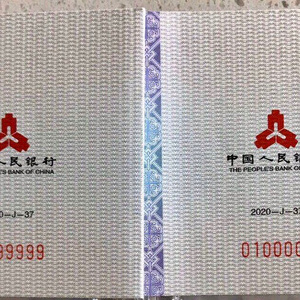 人民银行
E'S BANK OF CHINA
0-J-37
99999
中国人民银
THE PEOPLE'S BANK OF
2020-J-3
010000